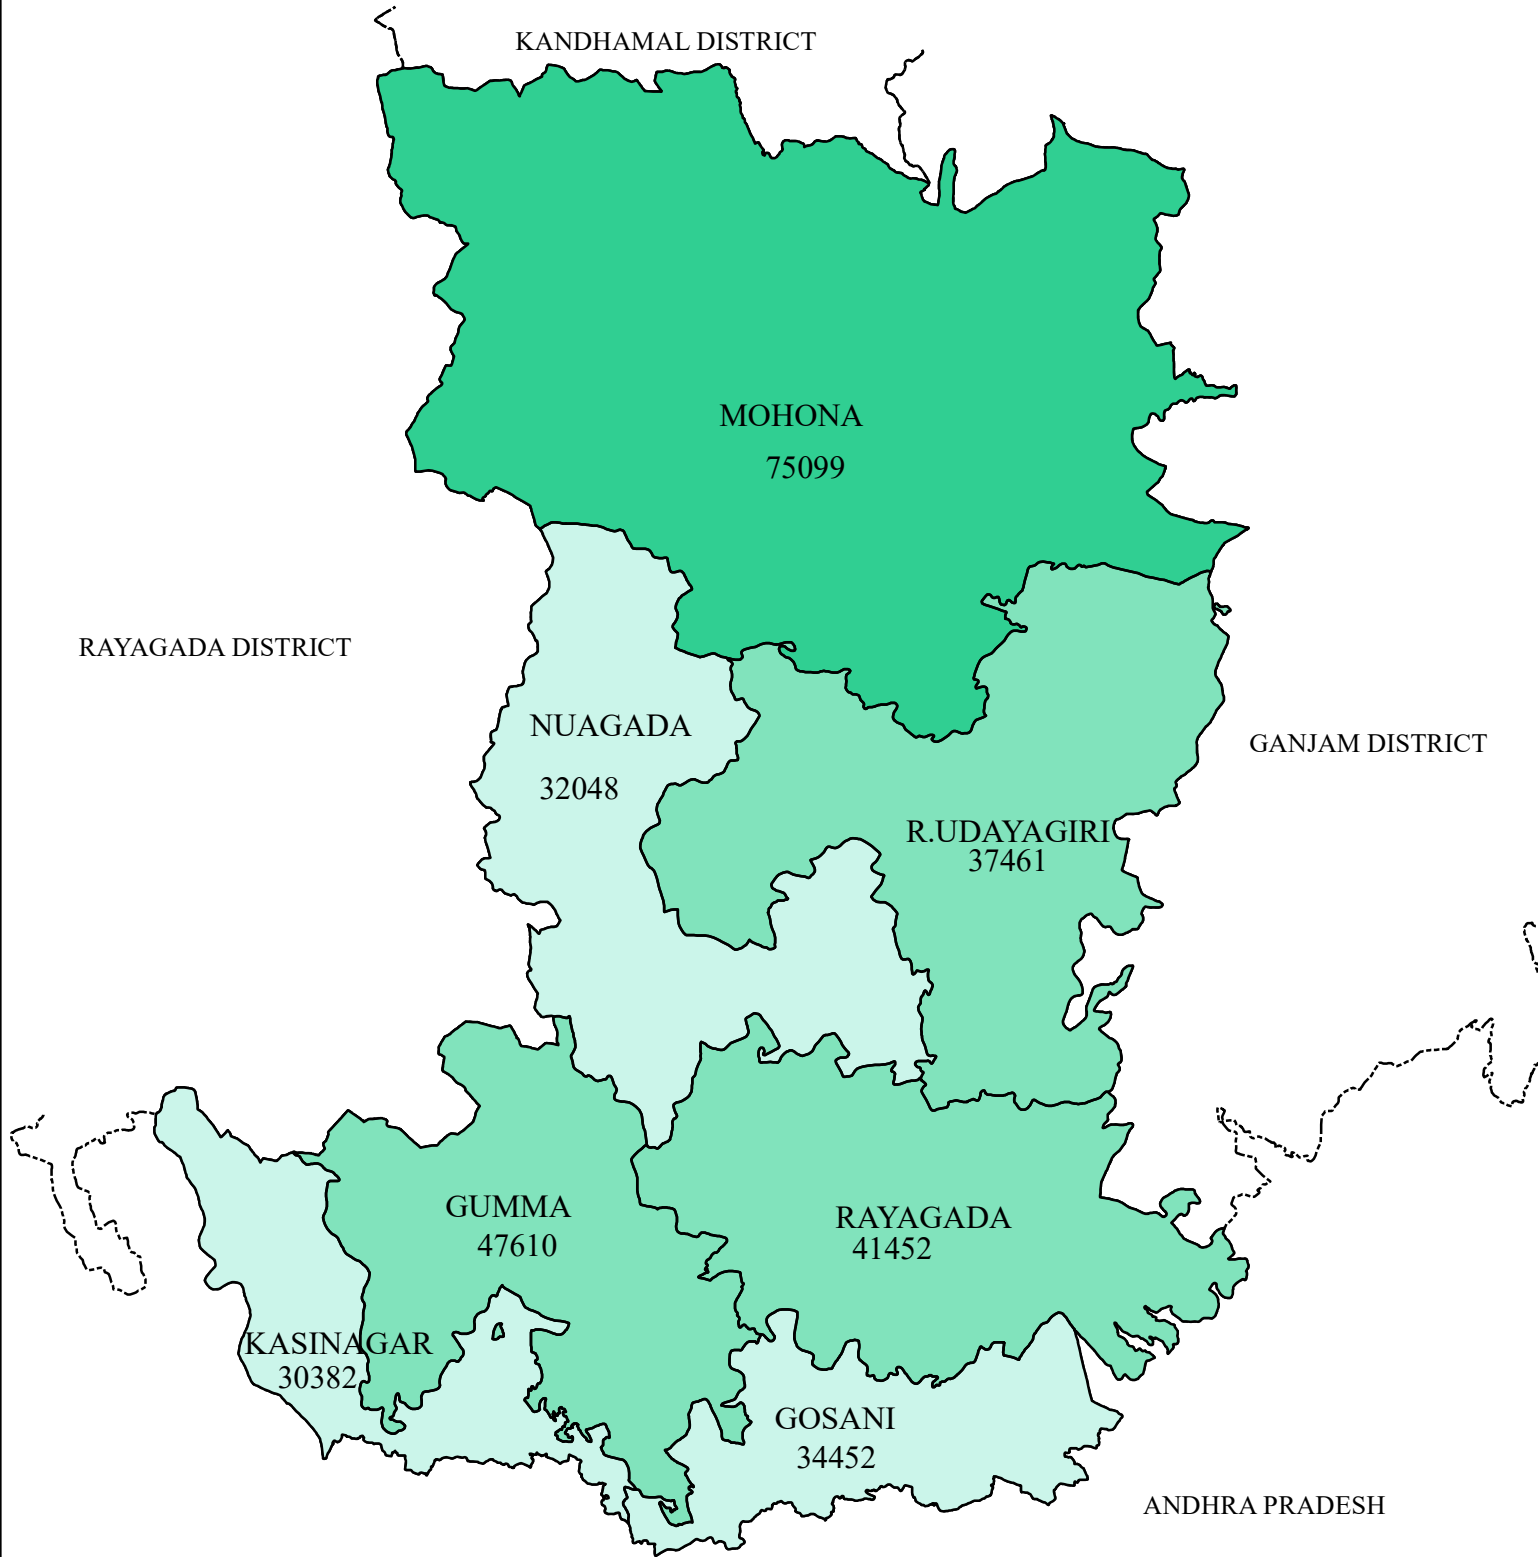 KANDHAMAL DISTRICT
MOHONA
75099
RAYAGADA DISTRICT
NUAGADA
32048
GANJAM DISTRICT
R.UDAYAGIRI
37461
GUMMA
47610
RAYAGADA
41452
KASINAGAR
30382
GOSANI
34452
ANDHRA PRADESH